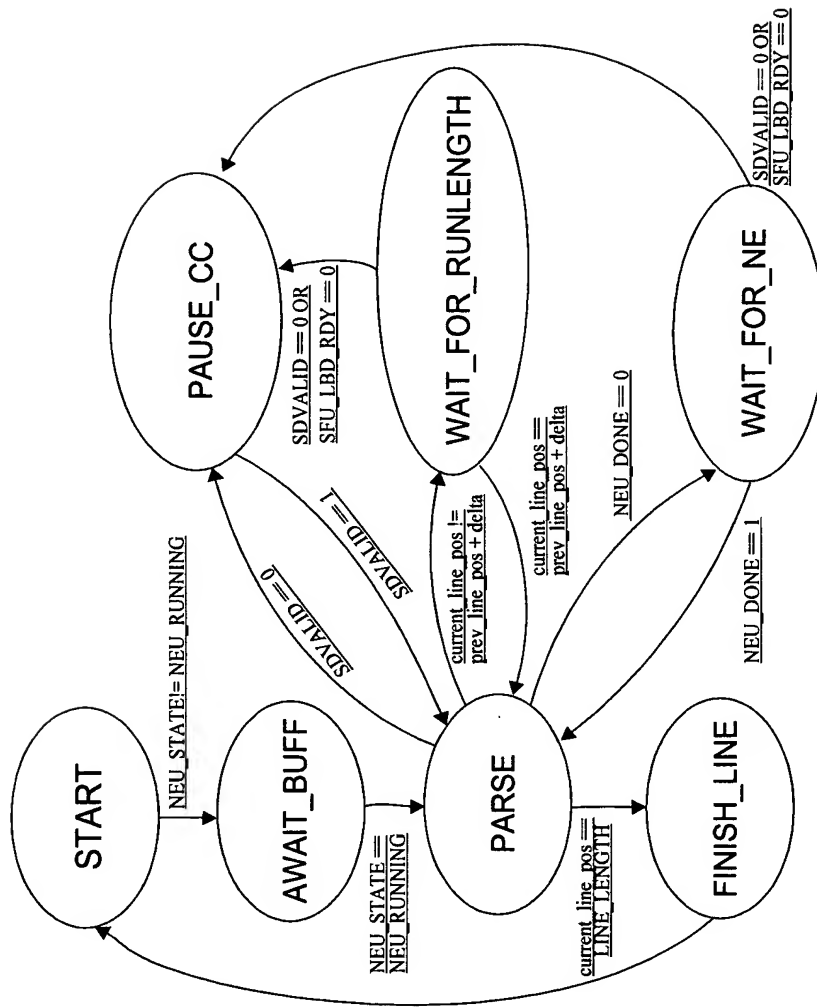 START
NEU_STATE!= NEU_RUNNING
AWAIT_BUFF
NEU_STATE ==
NEU_RUNNING
PARSE
current_line_pos ==
LINE_LENGTH
FINISH_LINE
PAUSE_CC
SDVALID == 0
SDVALID == 1
SDVALID == 0 OR
SFU_LBD_RDY == 0
WAIT_FOR_RUNLENGTH
current_line_pos !=
prev_line_pos + delta
current_line_pos ==
prev_line_pos + delta
NEU_DONE == 0
NEU_DONE == 1
WAIT_FOR_NE
SDVALID == 0 OR
SFU_LBD_RDY == 0